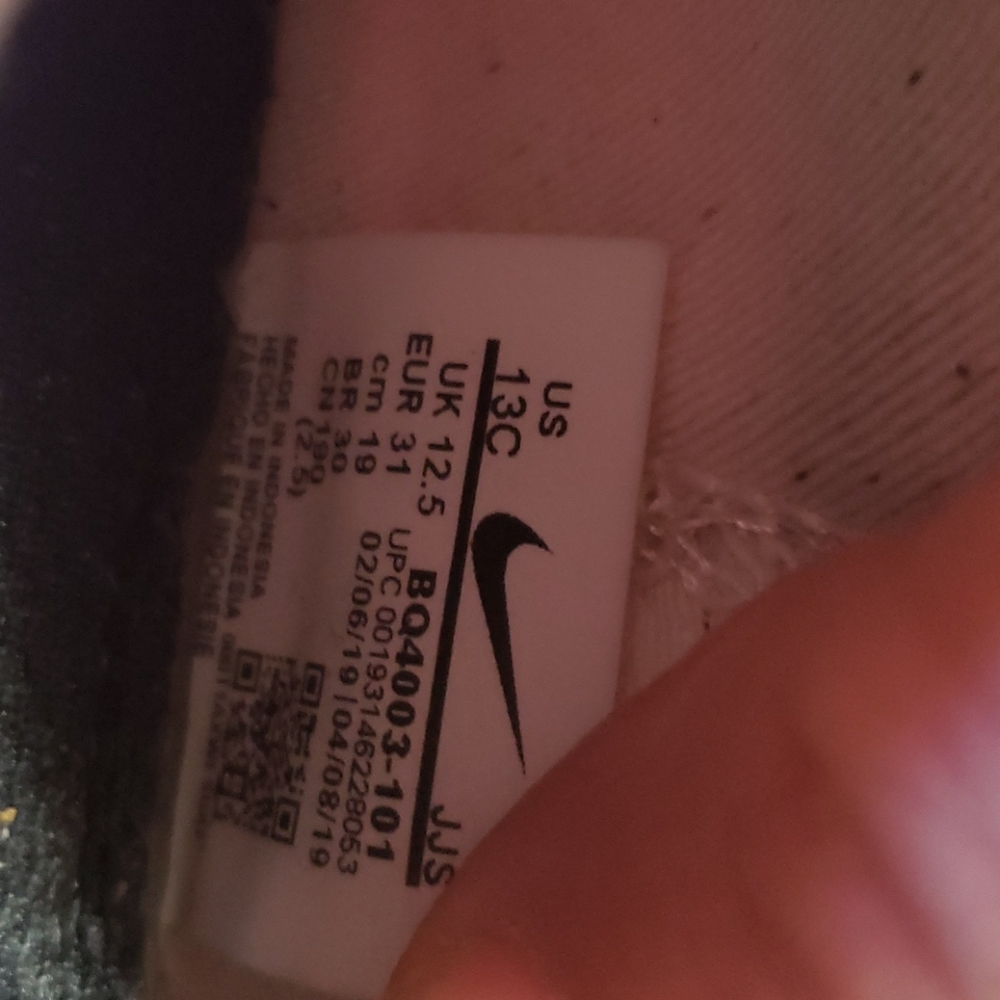 US
13C
JJS
UK 12.5
EUR 31
cm 19
BR 30
CN 190
(2.5)
BQ4003-101
UPC 00193146228053
02/06/19 | 04/08/19
MADE IN INDONESIA
HECHO EN INDONESIA
FABRIQUÉ EN INDONESIE